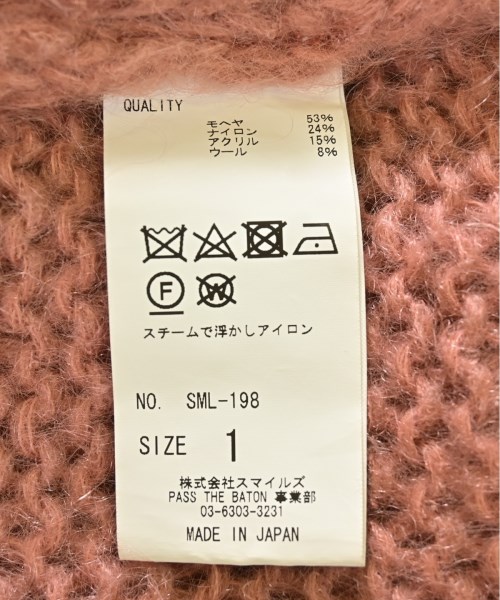 QUALITY
モヘヤ 53%
ナイロン 24%
アクリル 15%
ウール 8%
F W
スチームで浮かしアイロン
NO. SML-198
SIZE 1
株式会社スマイルズ
PASS THE BATON 事業部
03-6303-3231
MADE IN JAPAN